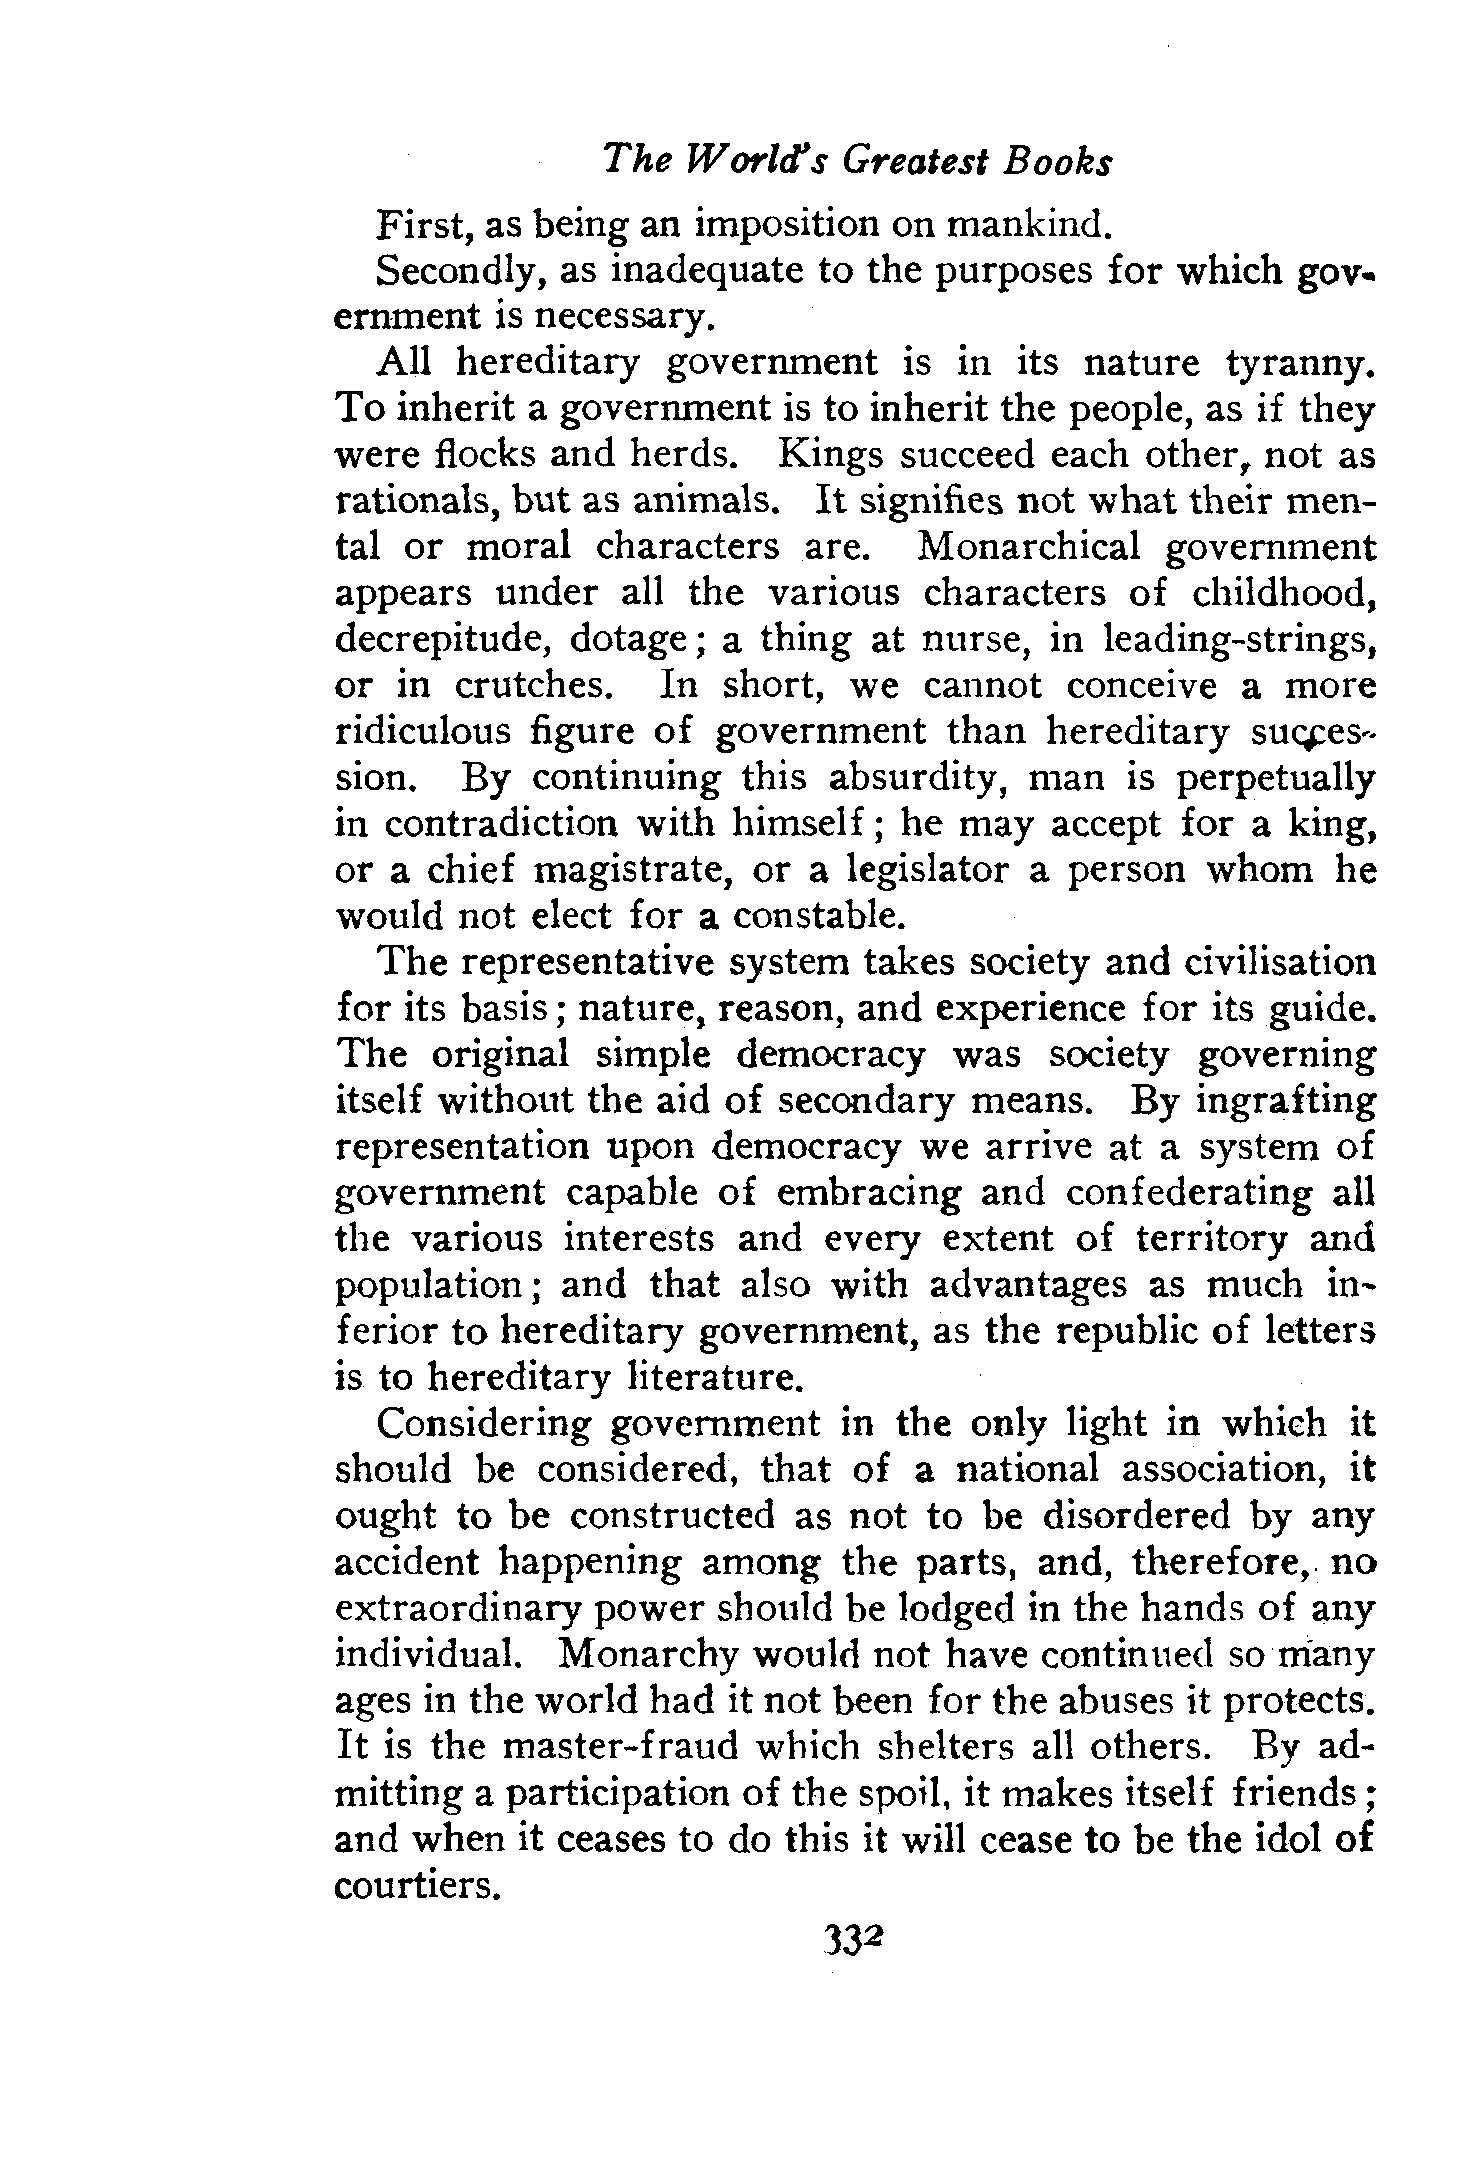 The World's Greatest Books
First, as being an imposition on mankind.
Secondly, as inadequate to the purposes for which gov-
ernment is necessary.
All hereditary government is in its nature tyranny.
To inherit a government is to inherit the people, as if they
were flocks and herds. Kings succeed each other, not as
rationals, but as animals. It signifies not what their men-
tal or moral characters are. Monarchical government
appears under all the various characters of childhood,
decrepitude, dotage; a thing at nurse, in leading-strings,
or in crutches. In short, we cannot conceive a more
ridiculous figure of government than hereditary succes-
sion. By continuing this absurdity, man is perpetually
in contradiction with himself; he may accept for a king,
or a chief magistrate, or a legislator a person whom he
would not elect for a constable.
The representative system takes society and civilisation
for its basis; nature, reason, and experience for its guide.
The original simple democracy was society governing
itself without the aid of secondary means. By ingrafting
representation upon democracy we arrive at a system of
government capable of embracing and confederating all
the various interests and every extent of territory and
population; and that also with advantages as much in-
ferior to hereditary government, as the republic of letters
is to hereditary literature.
Considering government in the only light in which it
should be considered, that of a national association, it
ought to be constructed as not to be disordered by any
accident happening among the parts, and, therefore, no
extraordinary power should be lodged in the hands of any
individual. Monarchy would not have continued so many
ages in the world had it not been for the abuses it protects.
It is the master-fraud which shelters all others. By ad-
mitting a participation of the spoil, it makes itself friends;
and when it ceases to do this it will cease to be the idol of
courtiers.
332